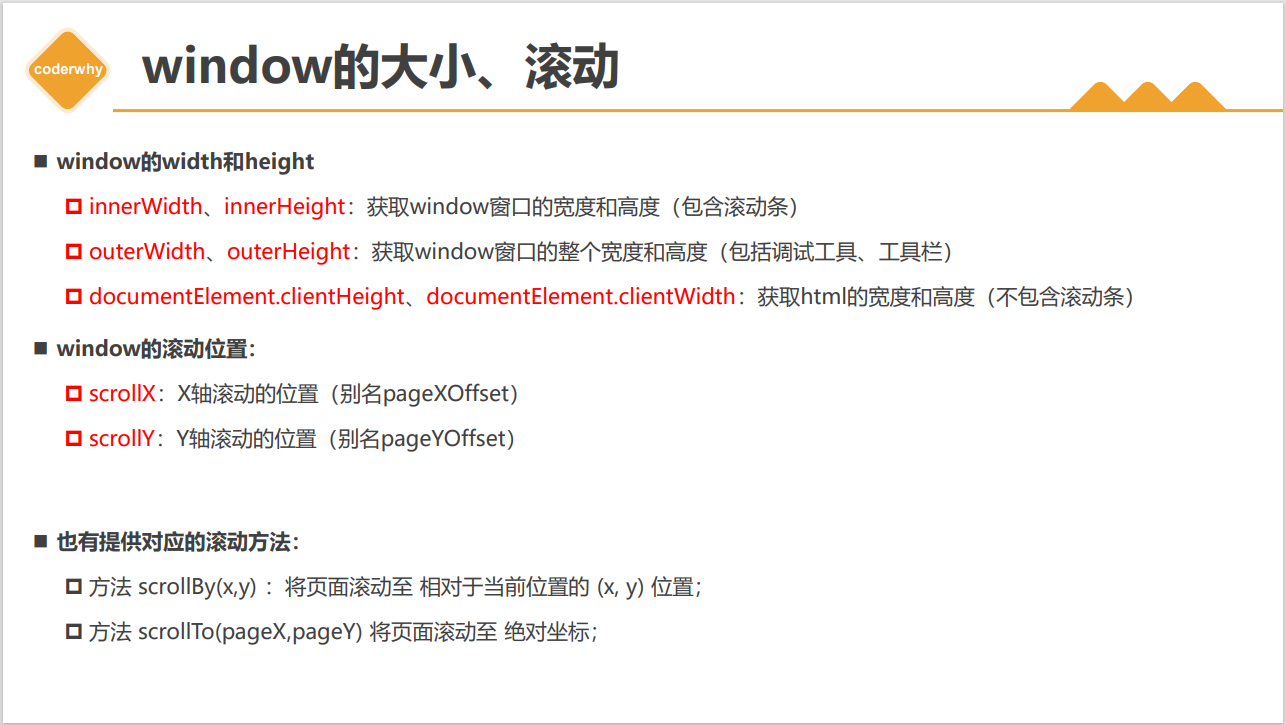 coderwhy
window的大小、滚动
window的width和height
innerWidth、innerHeight：获取window窗口的宽度和高度（包含滚动条）
outerWidth、outerHeight：获取window窗口的整个宽度和高度（包括调试工具、工具栏）
documentElement.clientHeight、documentElement.clientWidth：获取html的宽度和高度（不包含滚动条）
window的滚动位置：
scrollX：X轴滚动的位置（别名pageXOffset）
scrollY：Y轴滚动的位置（别名pageYOffset）
也有提供对应的滚动方法：
方法 scrollBy(x,y) ：将页面滚动至 相对于当前位置的 (x, y) 位置；
方法 scrollTo(pageX,pageY) 将页面滚动至 绝对坐标；